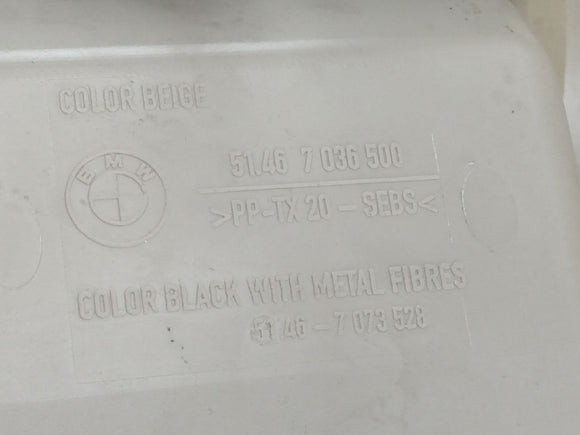 COLOR BEIGE
BMW
51.46 7 036 500
>PP-TX 20-SEBS<
COLOR BLACK WITH METAL FIBRES
51.46-7 073 528